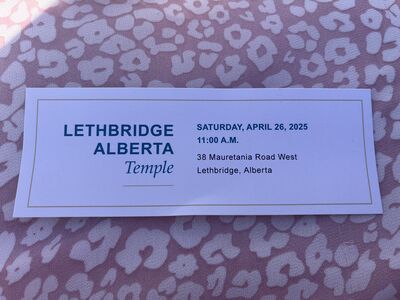 LETHBRIDGE
ALBERTA
Temple
SATURDAY, APRIL 26, 2025
11:00 A.M.
38 Mauretania Road West
Lethbridge, Alberta